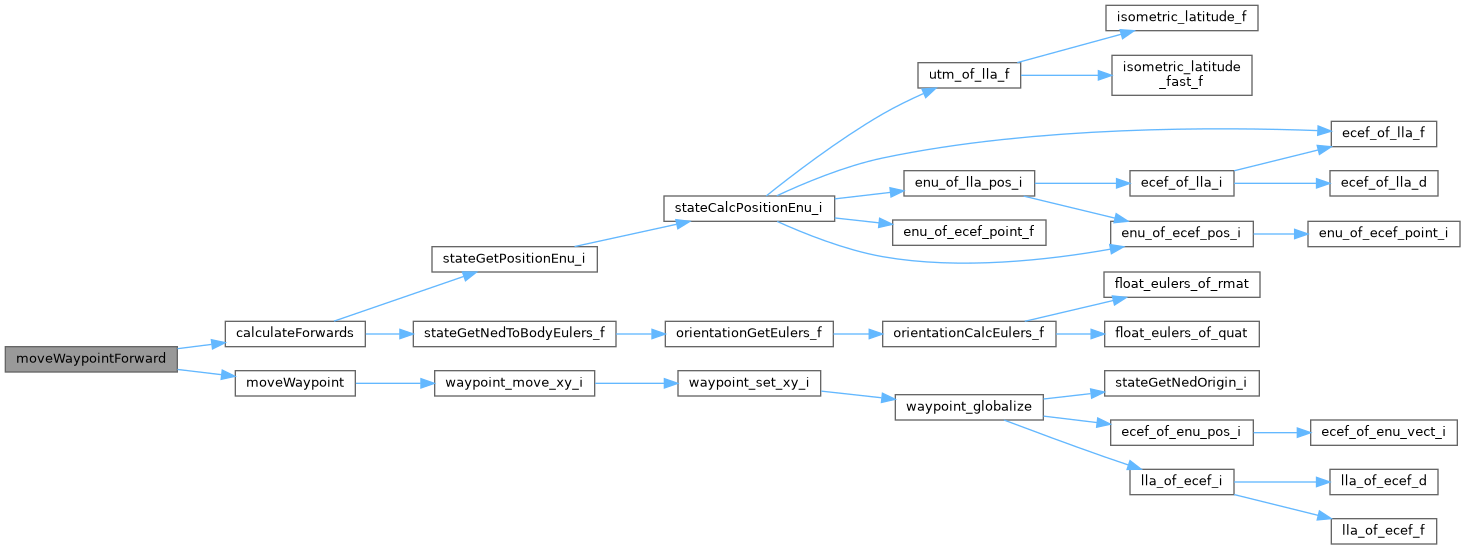 isometric_latitude_f
utm_of_lla_f
isometric_latitude
_fast_f
ecef_of_lla_f
enu_of_lla_pos_i
ecef_of_lla_i
ecef_of_lla_d
stateCalcPositionEnu_i
enu_of_ecef_point_f
enu_of_ecef_pos_i
enu_of_ecef_point_i
stateGetPositionEnu_i
float_eulers_of_rmat
calculateForwards
stateGetNedToBodyEulers_f
orientationGetEulers_f
orientationCalcEulers_f
float_eulers_of_quat
moveWaypointForward
moveWaypoint
waypoint_move_xy_i
waypoint_set_xy_i
stateGetNedOrigin_i
waypoint_globalize
ecef_of_enu_pos_i
ecef_of_enu_vect_i
lla_of_ecef_i
lla_of_ecef_d
lla_of_ecef_f